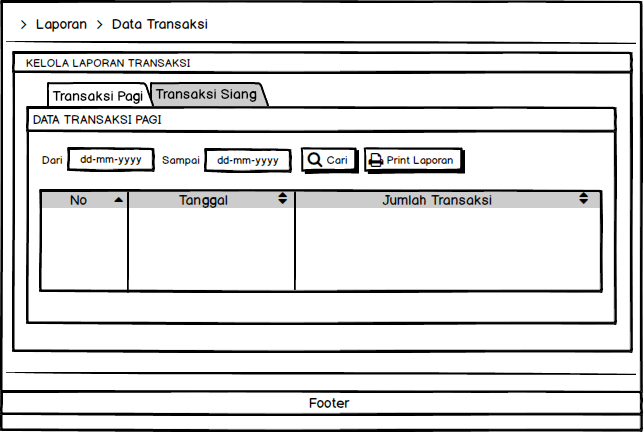 > Laporan > Data Transaksi
KELOLA LAPORAN TRANSAKSI
Transaksi Pagi Transaksi Siang
DATA TRANSAKSI PAGI
Dari dd-mm-yyyy Sampai dd-mm-yyyy Cari Print Laporan
No Tanggal Jumlah Transaksi
Footer